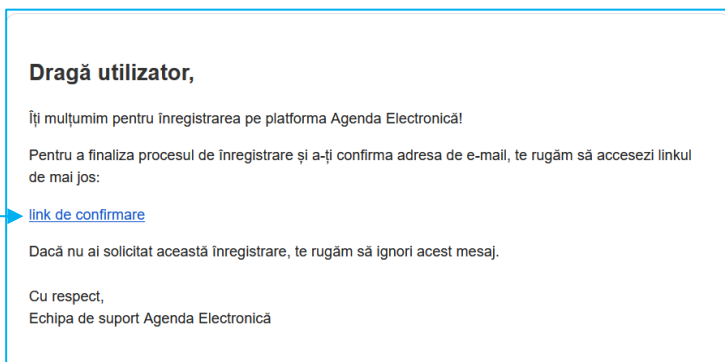 Dragă utilizator,
Îți mulțumim pentru înregistrarea pe platforma Agenda Electronică!
Pentru a finaliza procesul de înregistrare și a-ți confirma adresa de e-mail, te rugăm să accesezi linkul
de mai jos:
link de confirmare
Dacă nu ai solicitat această înregistrare, te rugăm să ignori acest mesaj.
Cu respect,
Echipa de suport Agenda Electronică